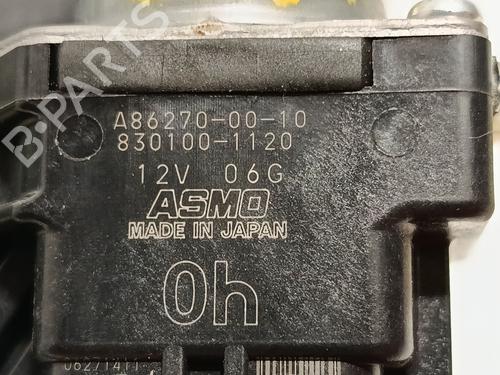 B-PARTS
A86270-00-10
830100-1120
12V 06G
ASMO
MADE IN JAPAN
0h